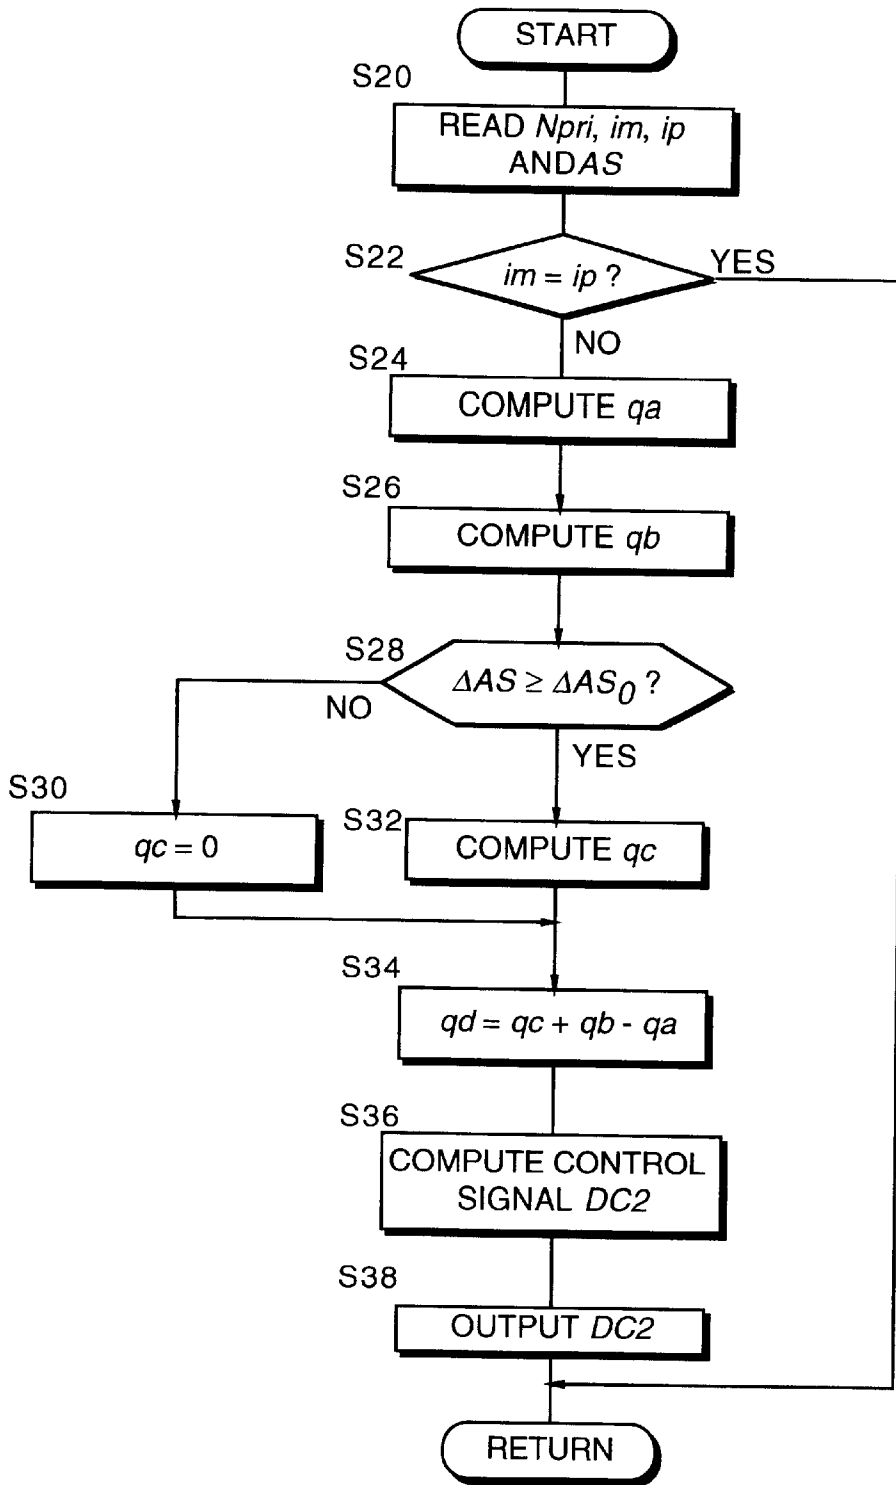 START
S20
READ Npri, im, ip
ANDAS
S22
im = ip ?
YES
NO
S24
COMPUTE qa
S26
COMPUTE qb
S28
ΔAS ≥ ΔAS0 ?
NO
YES
S30
qc = 0
S32
COMPUTE qc
S34
qd = qc + qb - qa
S36
COMPUTE CONTROL
SIGNAL DC2
S38
OUTPUT DC2
RETURN